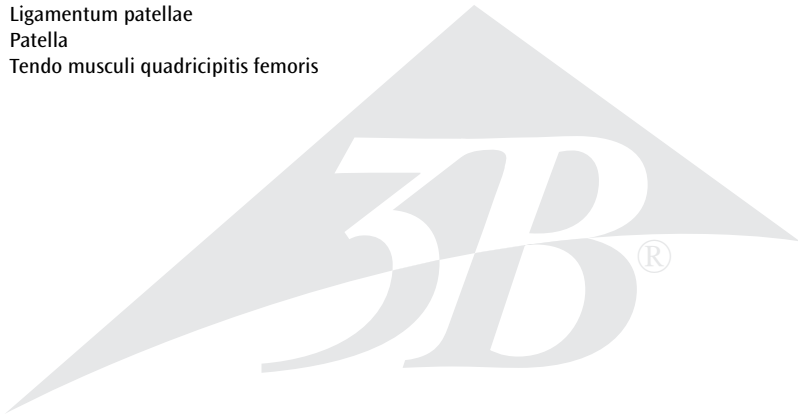 Ligamentum patellae
Patella
Tendo musculi quadricipitis femoris
3B
®